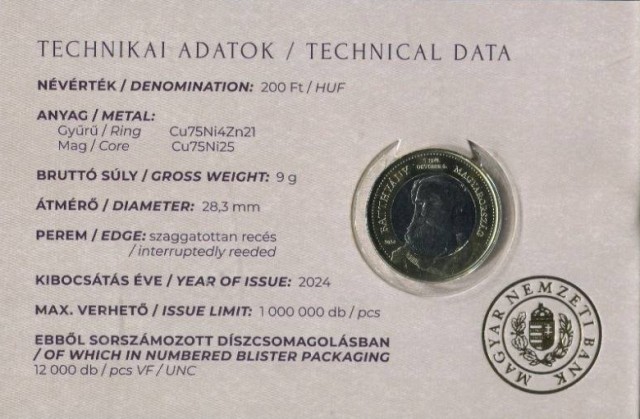 TECHNIKAI ADATOK / TECHNICAL DATA
NÉVÉRTÉK / DENOMINATION: 200 Ft / HUF
ANYAG / METAL:
Gyűrű / Ring Cu75Ni4Zn21
Mag / Core Cu75Ni25
BRUTTÓ SÚLY / GROSS WEIGHT: 9 g
ÁTMÉRŐ / DIAMETER: 28,3 mm
PEREM / EDGE: szaggatottan recés
/ interruptedly reeded
KIBOCSÁTÁS ÉVE / YEAR OF ISSUE: 2024
MAX. VERHETŐ / ISSUE LIMIT: 1 000 000 db / pcs
EBBŐL SORSZÁMOZOTT DÍSZCSOMAGOLÁSBAN
/ OF WHICH IN NUMBERED BLISTER PACKAGING
12 000 db / pcs VF / UNC
BATTHYÁNY
MAGYARORSZÁG
MAGYAR NEMZETI BANK